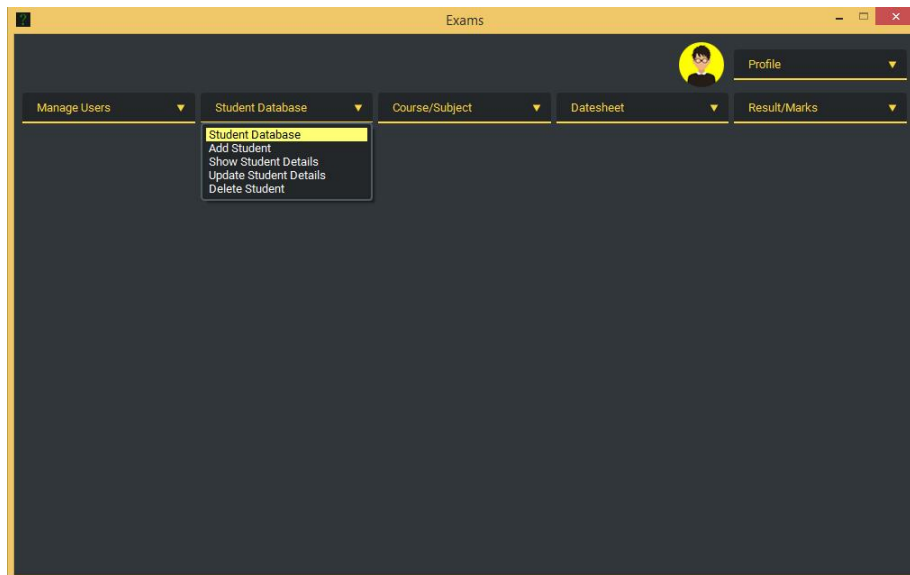 ?
Exams
Profile
Manage Users
Student Database
Course/Subject
Datesheet
Result/Marks
Student Database
Add Student
Show Student Details
Update Student Details
Delete Student